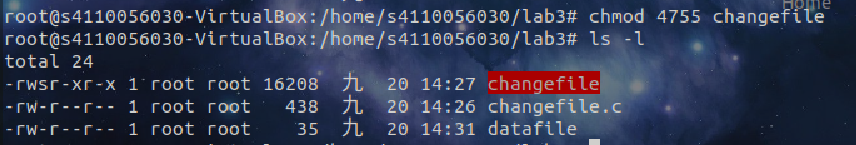 Home
root@s4110056030-VirtualBox:/home/s4110056030/lab3# chmod 4755 changefile
root@s4110056030-VirtualBox:/home/s4110056030/lab3# ls -l
total 24
-rwsr-xr-x 1 root root 16208 九 20 14:27 changefile
-rw-r--r-- 1 root root 438 九 20 14:26 changefile.c
-rw-r--r-- 1 root root 35 九 20 14:31 datafile